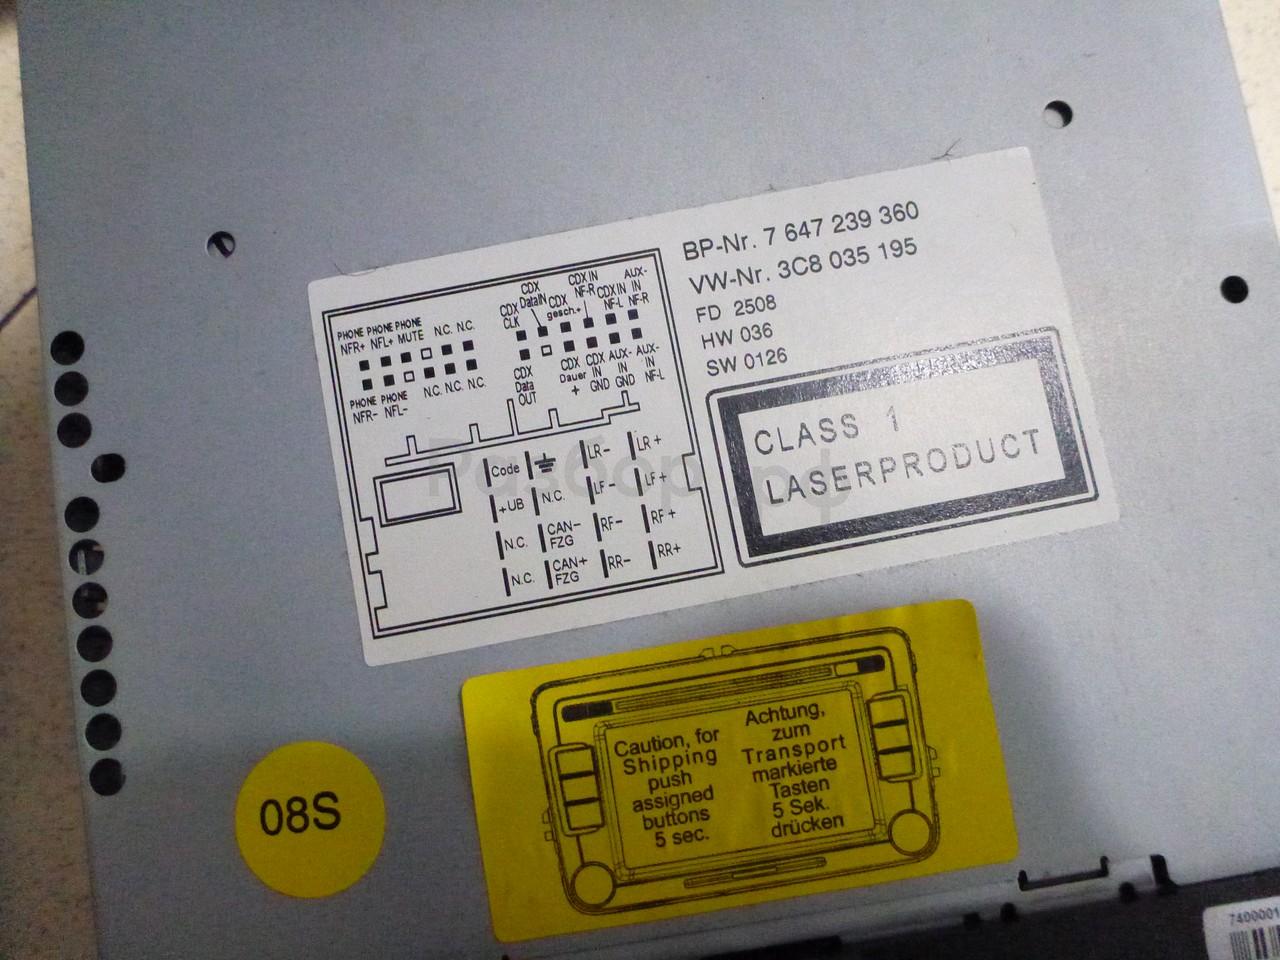 BP-Nr. 7 647 239 360
VW-Nr. 3C8 035 195
FD 2508
HW 036
SW 0126
CLASS 1
LASERPRODUCT
PHONE PHONE PHONE
NFR+ NFL+ MUTE N.C. N.C.
PHONE PHONE N.C. N.C. N.C.
NFR- NFL-
CDX
CLK
CDX
DataIN
CDX
gesch.+
CDX IN
NF-R
CDX IN
NF-L
AUX-
IN
NF-R
CDX
Data
OUT
CDX
Dauer
+
CDX
IN
GND
AUX-
IN
GND
AUX-
IN
NF-L
Code LR- LR+
+UB N.C. LF- LF+
N.C. CAN-
FZG RF- RF+
N.C. CAN+
FZG RR- RR+
Разбор.рф
Caution, for
Shipping
push
assigned
buttons
5 sec.
Achtung,
zum
Transport
markierte
Tasten
5 Sek.
drücken
08S